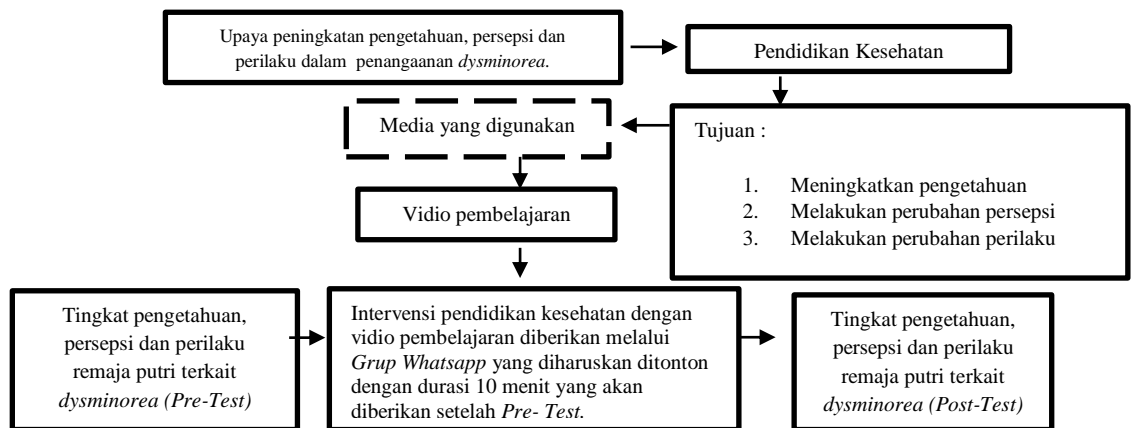 Upaya peningkatan pengetahuan, persepsi dan
perilaku dalam penangaanan dysminorea.
Pendidikan Kesehatan
Media yang digunakan
Tujuan :
1. Meningkatkan pengetahuan
2. Melakukan perubahan persepsi
3. Melakukan perubahan perilaku
Vidio pembelajaran
Tingkat pengetahuan,
persepsi dan perilaku
remaja putri terkait
dysminorea (Pre-Test)
Intervensi pendidikan kesehatan dengan
vidio pembelajaran diberikan melalui
Grup Whatsapp yang diharuskan ditonton
dengan durasi 10 menit yang akan
diberikan setelah Pre- Test.
Tingkat pengetahuan,
persepsi dan perilaku
remaja putri terkait
dysminorea (Post-Test)